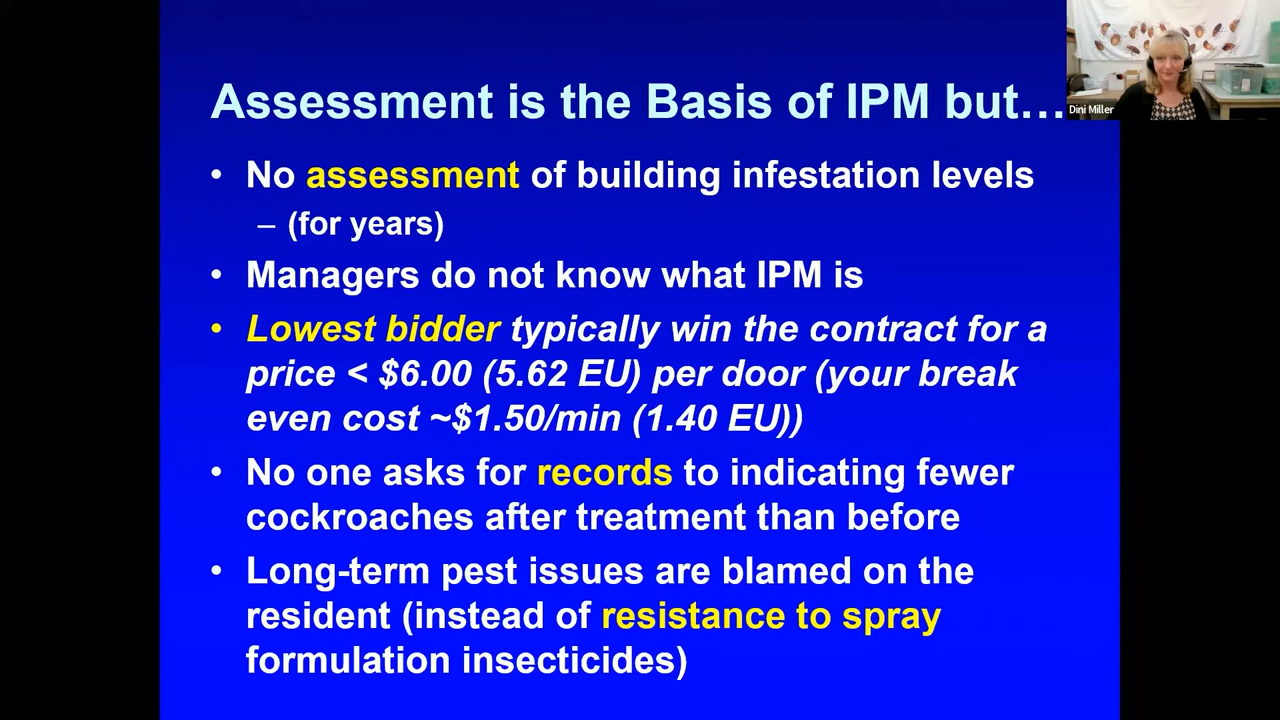 Assessment is the Basis of IPM but…
• No assessment of building infestation levels
– (for years)
• Managers do not know what IPM is
• Lowest bidder typically win the contract for a
price < $6.00 (5.62 EU) per door (your break
even cost ~$1.50/min (1.40 EU))
• No one asks for records to indicating fewer
cockroaches after treatment than before
• Long-term pest issues are blamed on the
resident (instead of resistance to spray
formulation insecticides)
Dini Miller